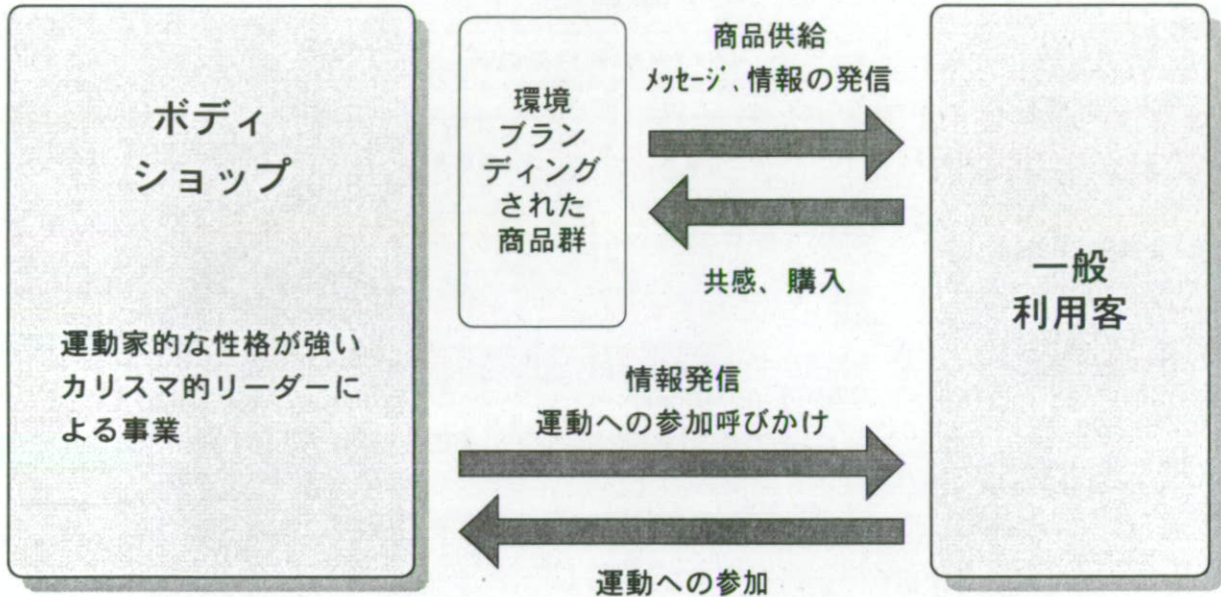 ボディ
ショップ
運動家的な性格が強い
カリスマ的リーダーに
よる事業
環境
ブラン
ディング
された
商品群
商品供給
ﾒｯｾｰｼﾞ、情報の発信
共感、購入
情報発信
運動への参加呼びかけ
運動への参加
一般
利用客